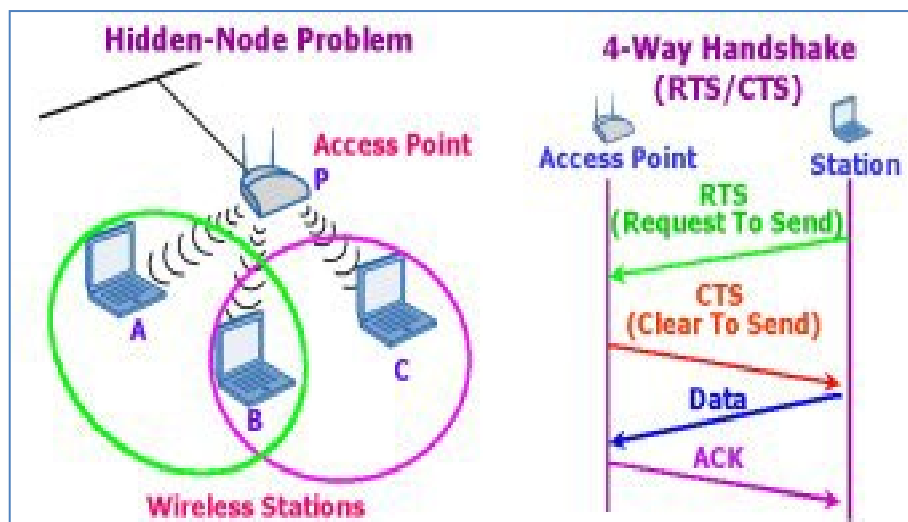 Hidden-Node Problem
Access Point
P
A
B
C
Wireless Stations
4-Way Handshake
(RTS/CTS)
Access Point
Station
RTS
(Request To Send)
CTS
(Clear To Send)
Data
ACK